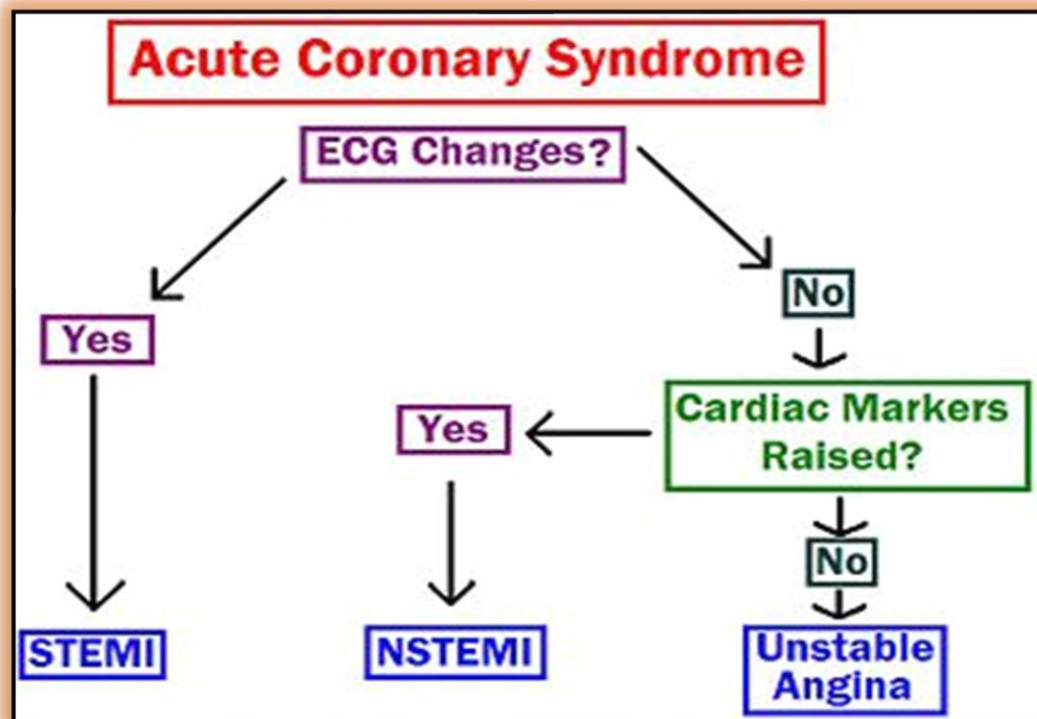 Acute Coronary Syndrome
ECG Changes?
No
Yes
Cardiac Markers
Raised?
Yes
No
STEMI
NSTEMI
Unstable
Angina